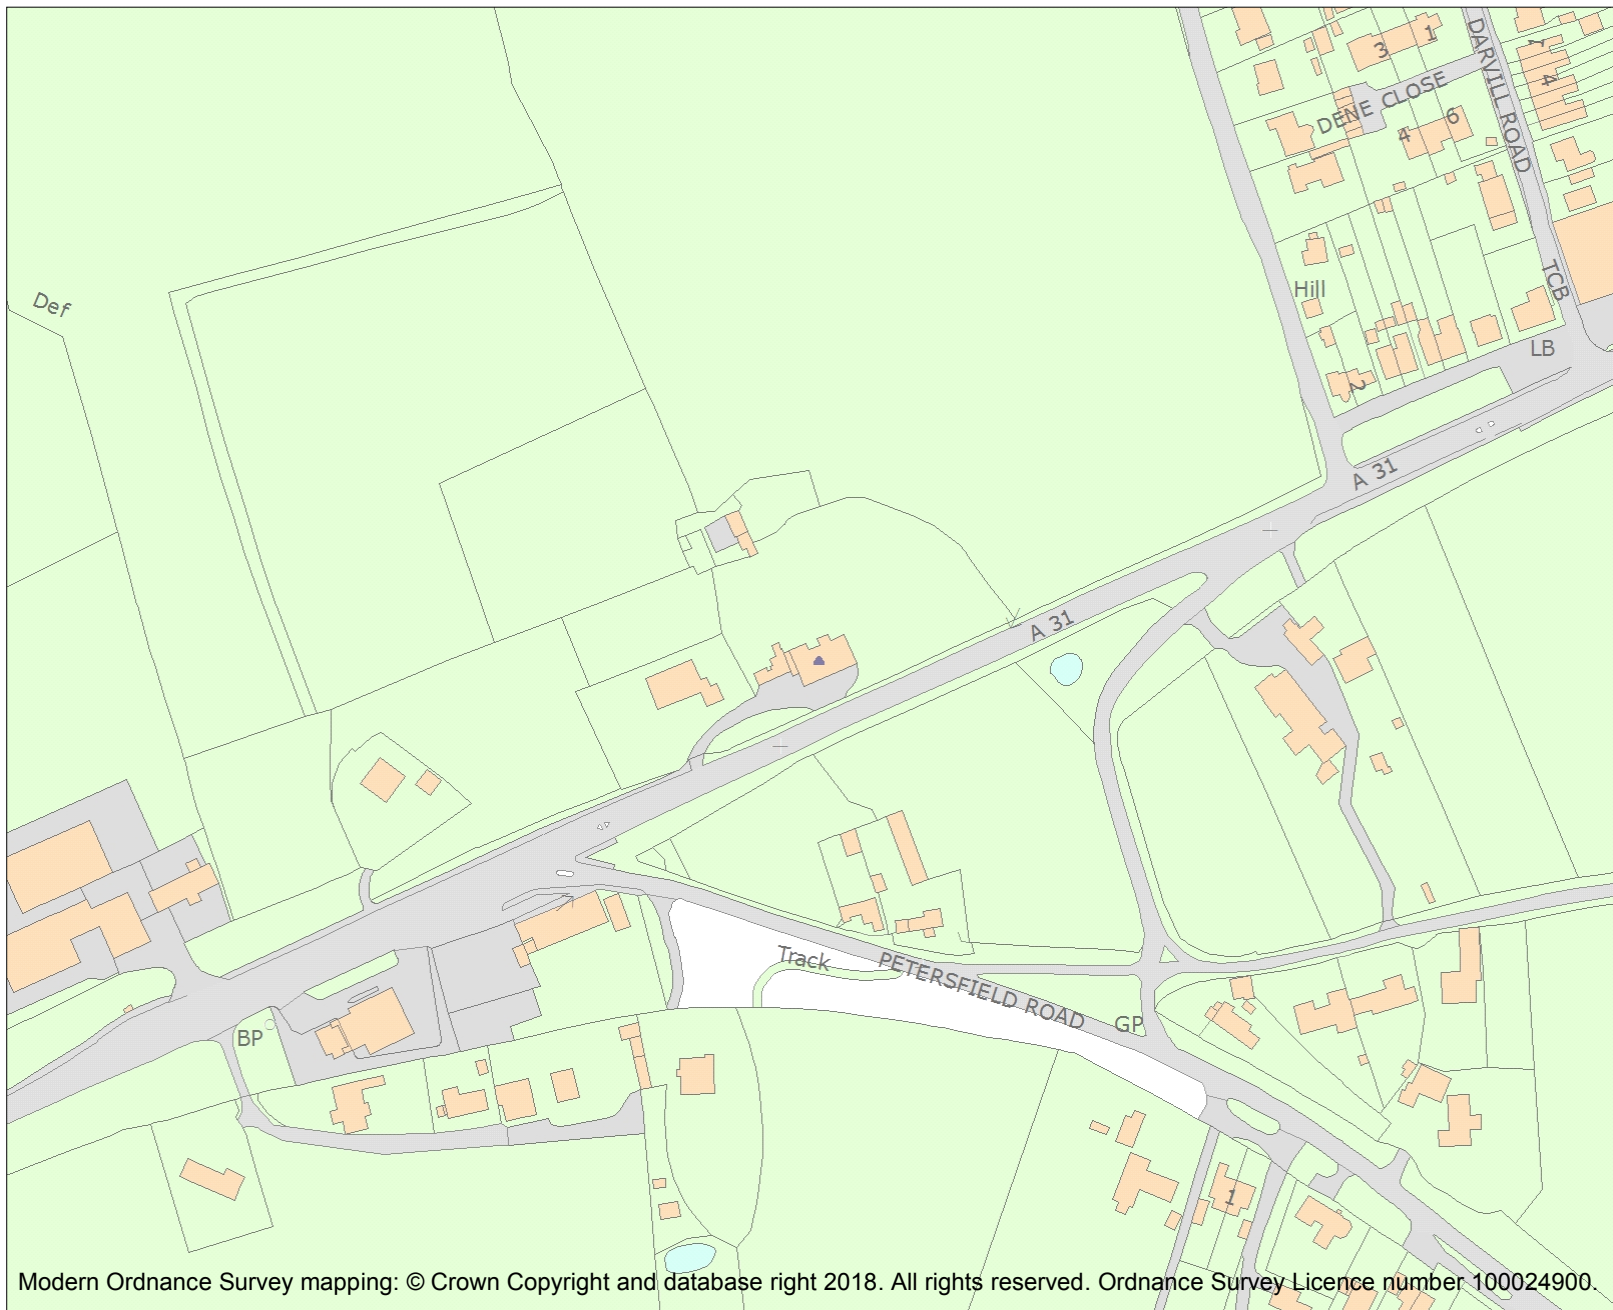 DARVILL ROAD
3
1
1
4
DENE CLOSE
4
6
Def
Hill
TCB
LB
2
A 31
A 31
Track
PETERSFIELD ROAD
GP
BP
1
Modern Ordnance Survey mapping: © Crown Copyright and database right 2018. All rights reserved. Ordnance Survey Licence number 100024900.